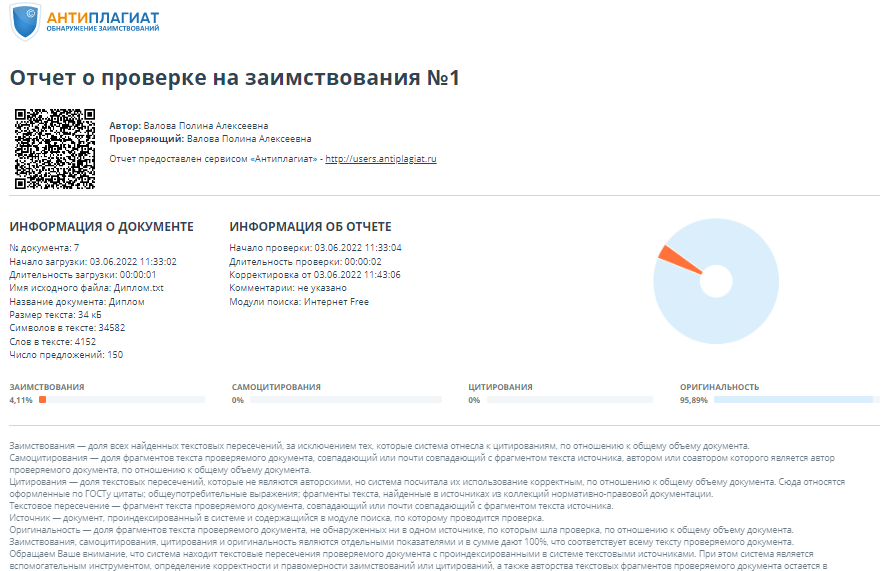 ©
АНТИПЛАГИАТ
ОБНАРУЖЕНИЕ ЗАИМСТВОВАНИЙ
Отчет о проверке на заимствования №1
Автор: Валова Полина Алексеевна
Проверяющий: Валова Полина Алексеевна
Отчет предоставлен сервисом «Антиплагиат» - http://users.antiplagiat.ru
ИНФОРМАЦИЯ О ДОКУМЕНТЕ
№ документа: 7
Начало загрузки: 03.06.2022 11:33:02
Длительность загрузки: 00:00:01
Имя исходного файла: Диплом.txt
Название документа: Диплом
Размер текста: 34 кБ
Cимволов в тексте: 34582
Слов в тексте: 4152
Число предложений: 150
ИНФОРМАЦИЯ ОБ ОТЧЕТЕ
Начало проверки: 03.06.2022 11:33:04
Длительность проверки: 00:00:02
Корректировка от 03.06.2022 11:43:06
Комментарии: не указано
Модули поиска: Интернет Free
ЗАИМСТВОВАНИЯ
4,11%
САМОЦИТИРОВАНИЯ
0%
ЦИТИРОВАНИЯ
0%
ОРИГИНАЛЬНОСТЬ
95,89%
Заимствования — доля всех найденных текстовых пересечений, за исключением тех, которые система отнесла к цитированиям, по отношению к общему объему документа.
Самоцитирования — доля фрагментов текста проверяемого документа, совпадающий или почти совпадающий с фрагментом текста источника, автором или соавтором которого является автор
проверяемого документа, по отношению к общему объему документа.
Цитирования — доля текстовых пересечений, которые не являются авторскими, но система посчитала их использование корректным, по отношению к общему объему документа. Сюда относятся
оформленные по ГОСТу цитаты; общеупотребительные выражения; фрагменты текста, найденные в источниках из коллекций нормативно-правовой документации.
Текстовое пересечение — фрагмент текста проверяемого документа, совпадающий или почти совпадающий с фрагментом текста источника.
Источник — документ, проиндексированный в системе и содержащийся в модуле поиска, по которому проводится проверка.
Оригинальность — доля фрагментов текста проверяемого документа, не обнаруженных ни в одном источнике, по которым шла проверка, по отношению к общему объему документа.
Заимствования, самоцитирования, цитирования и оригинальность являются отдельными показателями и в сумме дают 100%, что соответствует всему тексту проверяемого документа.
Обращаем Ваше внимание, что система находит текстовые пересечения проверяемого документа с проиндексированными в системе текстовыми источниками. При этом система является
вспомогательным инструментом, определение корректности и правомерности заимствований или цитирований, а также авторства текстовых фрагментов проверяемого документа остается в